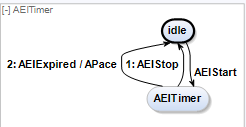 [-] AEITimer
idle
2: AEIExpired / APace
1: AEIStop
AEIStart
AEITimer